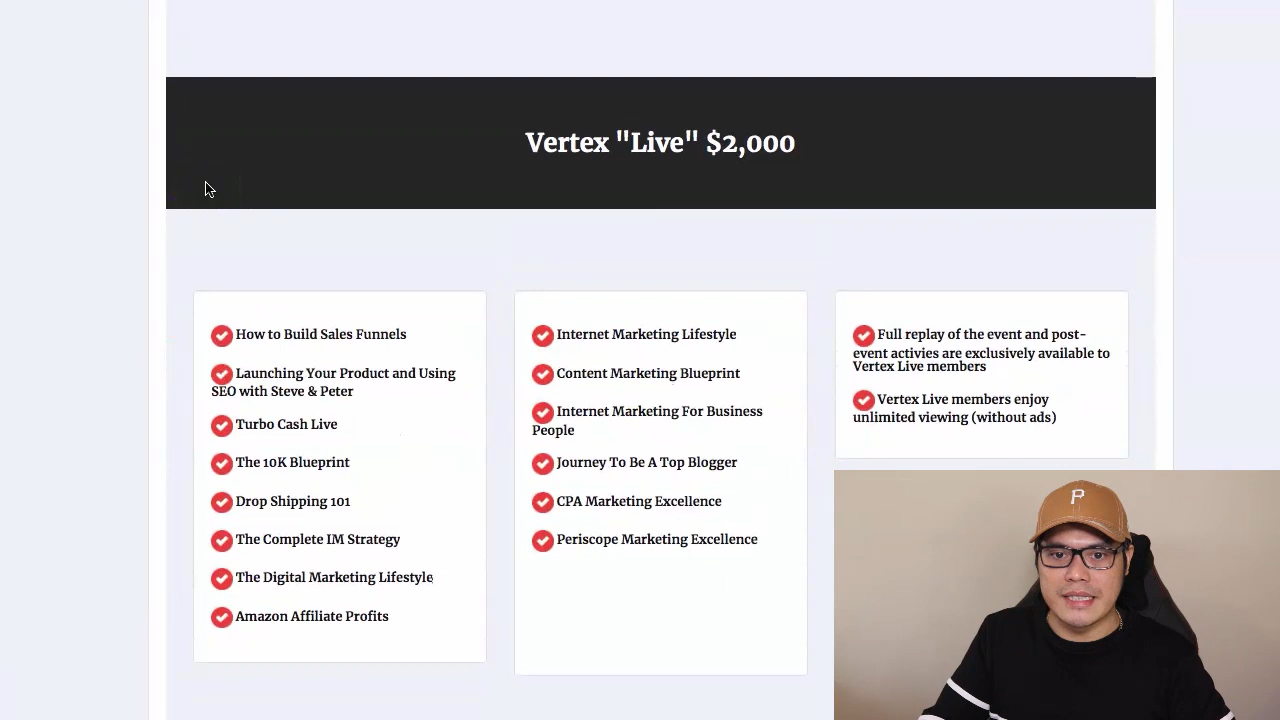 Vertex "Live" $2,000
How to Build Sales Funnels
Launching Your Product and Using
SEO with Steve & Peter
Turbo Cash Live
The 10K Blueprint
Drop Shipping 101
The Complete IM Strategy
The Digital Marketing Lifestyle
Amazon Affiliate Profits
Internet Marketing Lifestyle
Content Marketing Blueprint
Internet Marketing For Business
People
Journey To Be A Top Blogger
CPA Marketing Excellence
Periscope Marketing Excellence
Full replay of the event and post-
event activies are exclusively available to
Vertex Live members
Vertex Live members enjoy
unlimited viewing (without ads)
P